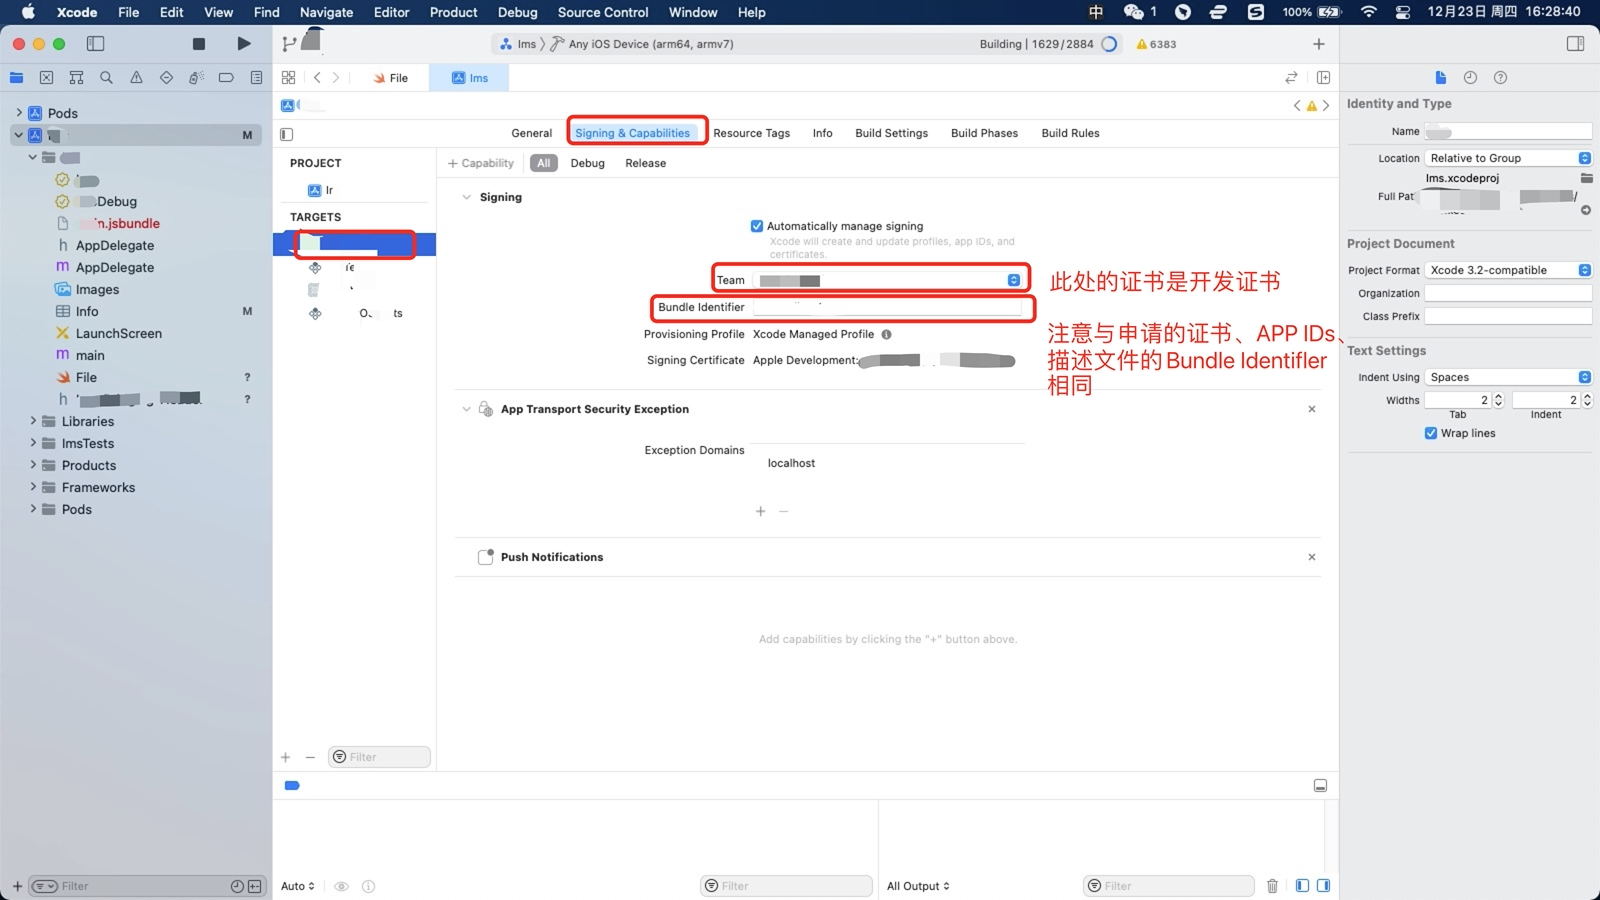 Xcode File Edit View Find Navigate Editor Product Debug Source Control Window Help
中 1 100% 12月23日 周四 16:28:40
Ims Any iOS Device (arm64, armv7) Building | 1629/2884 6383
File Ims
General Signing & Capabilities Resource Tags Info Build Settings Build Phases Build Rules
Pods
M
Debug
n.jsbundle
h AppDelegate
m AppDelegate
Images
Info M
LaunchScreen
m main
File ?
h ?
Libraries
ImsTests
Products
Frameworks
Pods
Filter
PROJECT
Ir
TARGETS
ts
Filter
+ Capability All Debug Release
Signing
Automatically manage signing
Xcode will create and update profiles, app IDs, and
certificates.
Team
Bundle Identifier
Provisioning Profile Xcode Managed Profile
Signing Certificate Apple Development:
此处的证书是开发证书
注意与申请的证书、APP IDs、
描述文件的Bundle Identifier
相同
App Transport Security Exception
Exception Domains
localhost
Push Notifications
Add capabilities by clicking the "+" button above.
Auto
Filter
All Output
Filter
Identity and Type
Name
Location Relative to Group
Ims.xcodeproj
Full Pat
Project Document
Project Format Xcode 3.2-compatible
Organization
Class Prefix
Text Settings
Indent Using Spaces
Widths 2 2
Tab Indent
Wrap lines